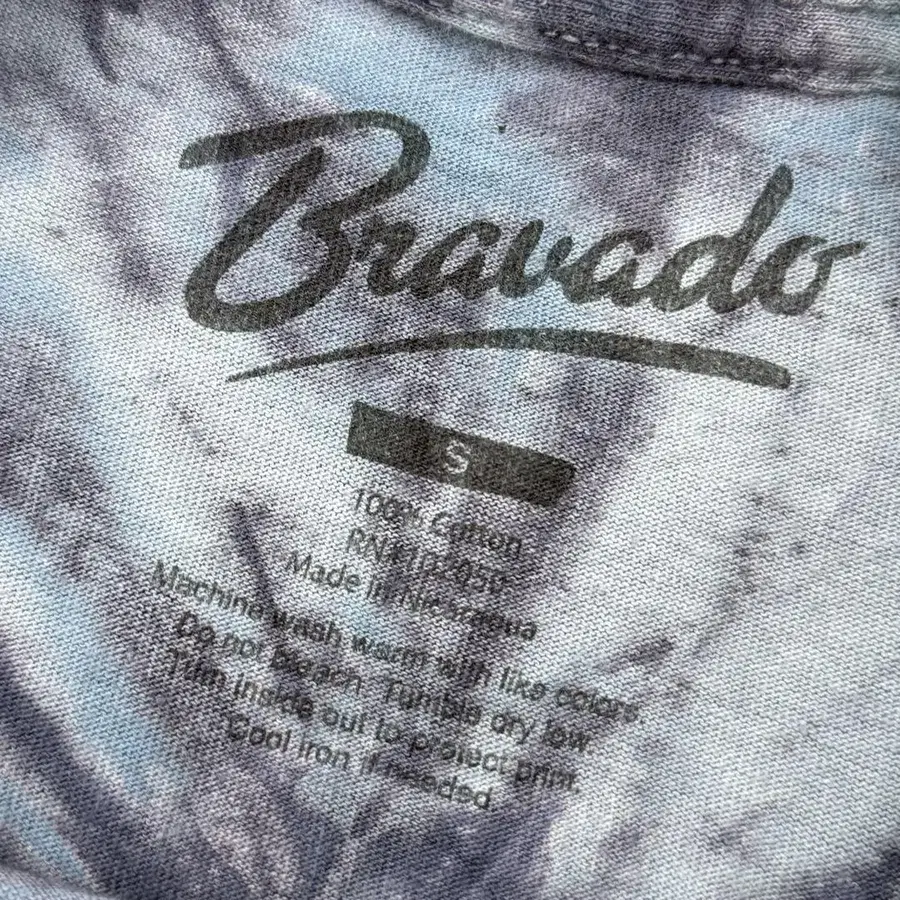 Bravado
S
100% cotton
Made in Nicaragua
Machine wash warm with like colors.
Do not bleach. Tumble dry low.
Turn inside out to protect print.
Cool iron if needed